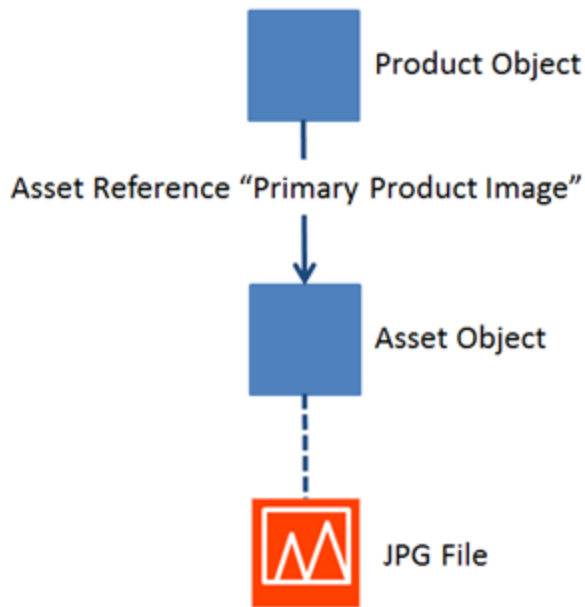 Product Object
Asset Reference “Primary Product Image”
Asset Object
JPG File